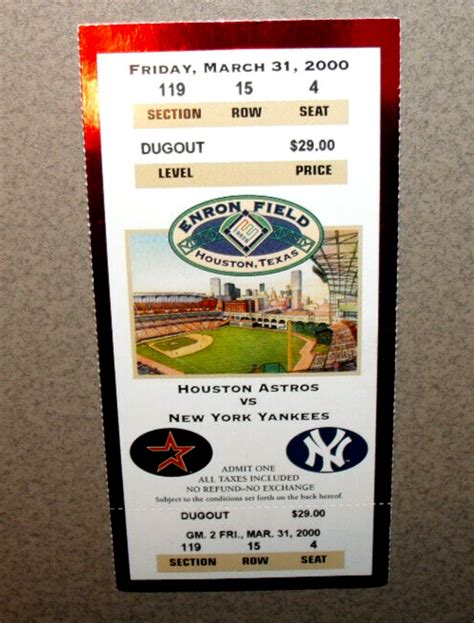 FRIDAY, MARCH 31, 2000
119 15 4
SECTION ROW SEAT
DUGOUT $29.00
LEVEL PRICE
ENRON FIELD
HOUSTON, TEXAS
HOUSTON ASTROS
VS
NEW YORK YANKEES
NY
ADMIT ONE
ALL TAXES INCLUDED
NO REFUND–NO EXCHANGE
Subject to the conditions set forth on the back hereof.
DUGOUT $29.00
GM. 2 FRI., MAR. 31, 2000
119 15 4
SECTION ROW SEAT